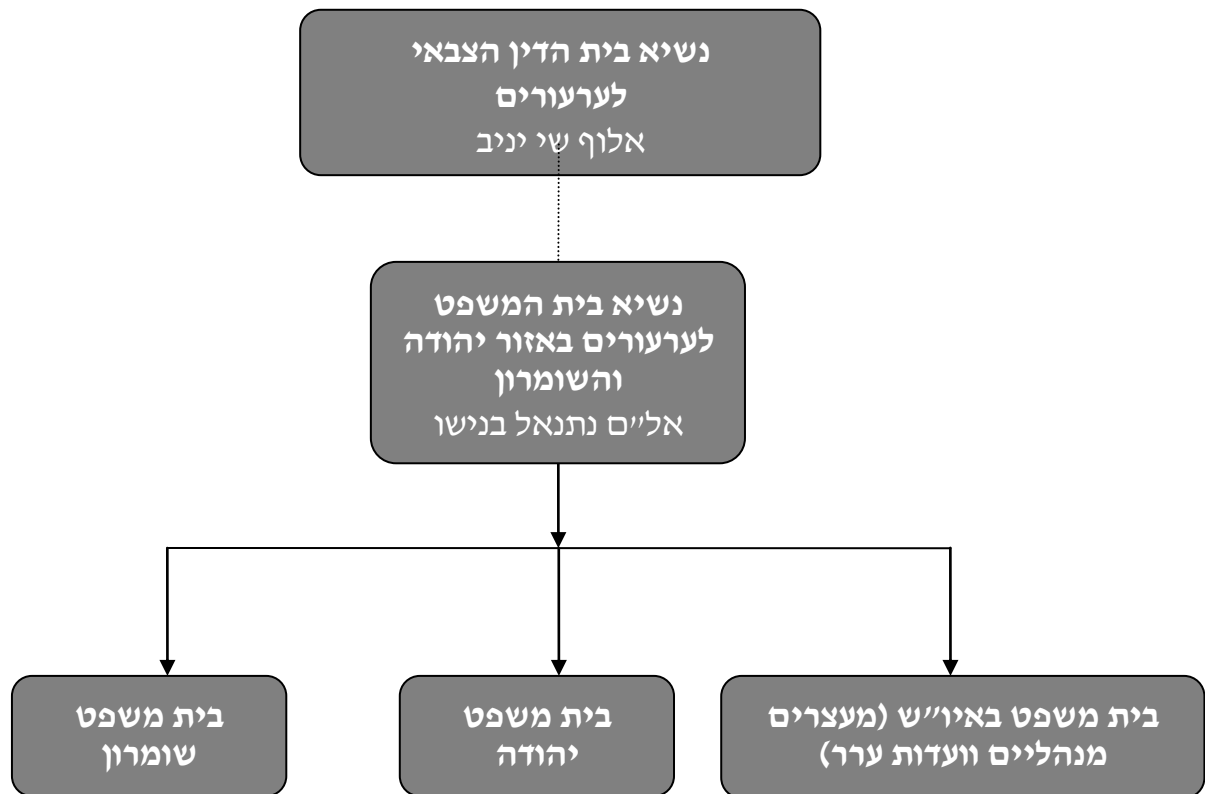 נשיא בית הדין הצבאי
לערעורים
אלוף שי יניב
נשיא בית המשפט
לערעורים באזור יהודה
והשומרון
אל״ם נתנאל בנישו
בית משפט באיו״ש (מעצרים
מנהליים וועדות ערר)
בית משפט
יהודה
בית משפט
שומרון